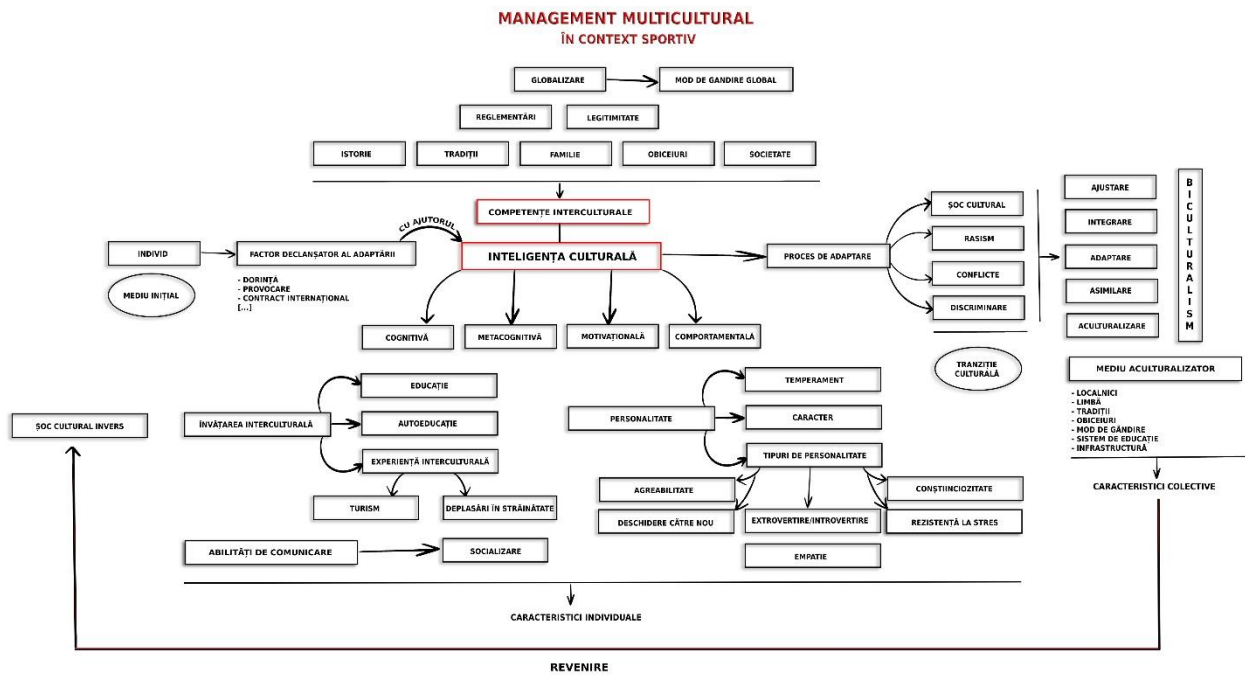 MANAGEMENT MULTICULTURAL
ÎN CONTEXT SPORTIV
GLOBALIZARE
MOD DE GANDIRE GLOBAL
REGLEMENTĂRI
LEGITIMITATE
ISTORIE
TRADIȚII
FAMILIE
OBICEIURI
SOCIETATE
COMPETENȚE INTERCULTURALE
CU AJUTORUL
INDIVID
FACTOR DECLANȘATOR AL ADAPTĂRII
INTELIGENȚA CULTURALĂ
PROCES DE ADAPTARE
MEDIU INIȚIAL
- DORINȚĂ
- PROVOCARE
- CONTRACT INTERNAȚIONAL
[...]
ȘOC CULTURAL
RASISM
CONFLICTE
DISCRIMINARE
TRANZIȚIE
CULTURALĂ
AJUSTARE
INTEGRARE
ADAPTARE
ASIMILARE
ACULTURALIZARE
BICULTURALISM
COGNITIVĂ
METACOGNITIVĂ
MOTIVAȚIONALĂ
COMPORTAMENTALĂ
MEDIU ACULTURALIZATOR
- LOCALNICI
- LIMBĂ
- TRADIȚII
- OBICEIURI
- MOD DE GÂNDIRE
- SISTEM DE EDUCAȚIE
- INFRASTRUCTURĂ
CARACTERISTICI COLECTIVE
ȘOC CULTURAL INVERS
ÎNVĂȚAREA INTERCULTURALĂ
EDUCAȚIE
AUTOEDUCAȚIE
EXPERIENȚĂ INTERCULTURALĂ
TURISM
DEPLASĂRI ÎN STRĂINĂTATE
ABILITĂȚI DE COMUNICARE
SOCIALIZARE
PERSONALITATE
TEMPERAMENT
CARACTER
TIPURI DE PERSONALITATE
AGREABILITATE
CONȘTIINCIOZITATE
DESCHIDERE CĂTRE NOU
EXTROVERTIRE/INTROVERTIRE
REZISTENȚĂ LA STRES
EMPATIE
CARACTERISTICI INDIVIDUALE
REVENIRE